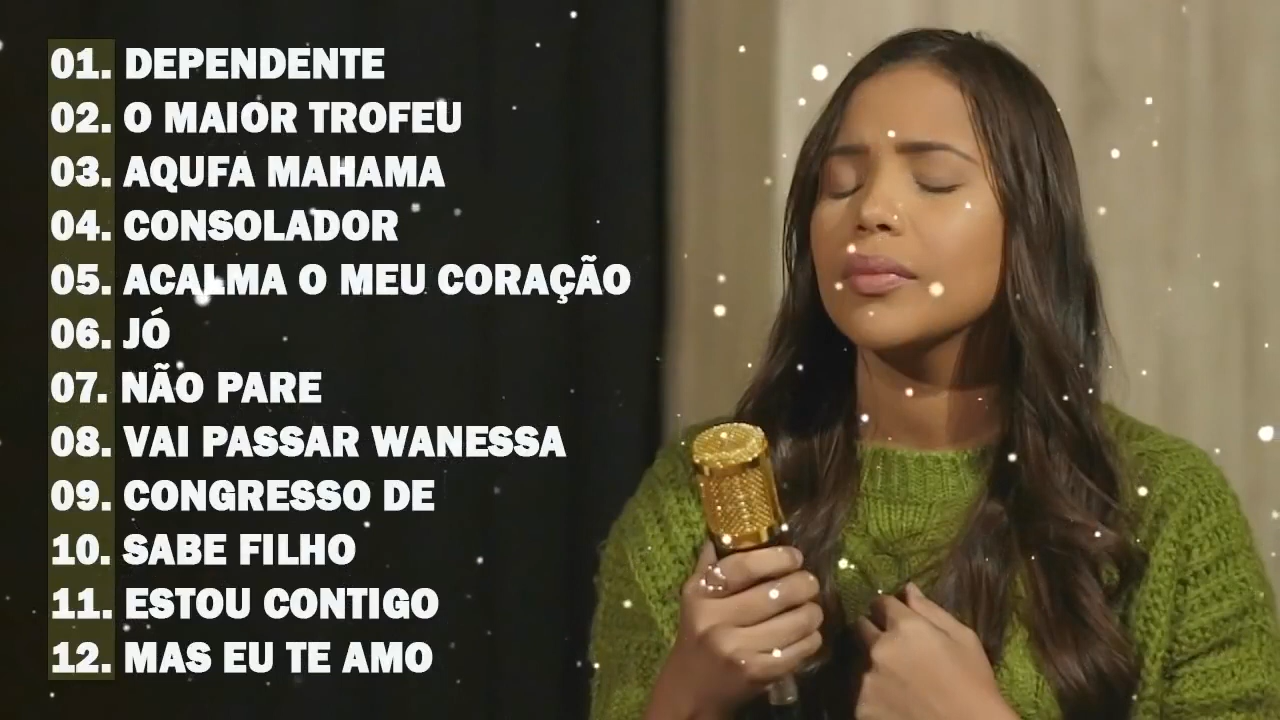 01. DEPENDENTE
02. O MAIOR TROFEU
03. AQUFA MAHAMA
04. CONSOLADOR
05. ACALMA O MEU CORAÇÃO
06. JÓ
07. NÃO PARE
08. VAI PASSAR WANESSA
09. CONGRESSO DE
10. SABE FILHO
11. ESTOU CONTIGO
12. MAS EU TE AMO